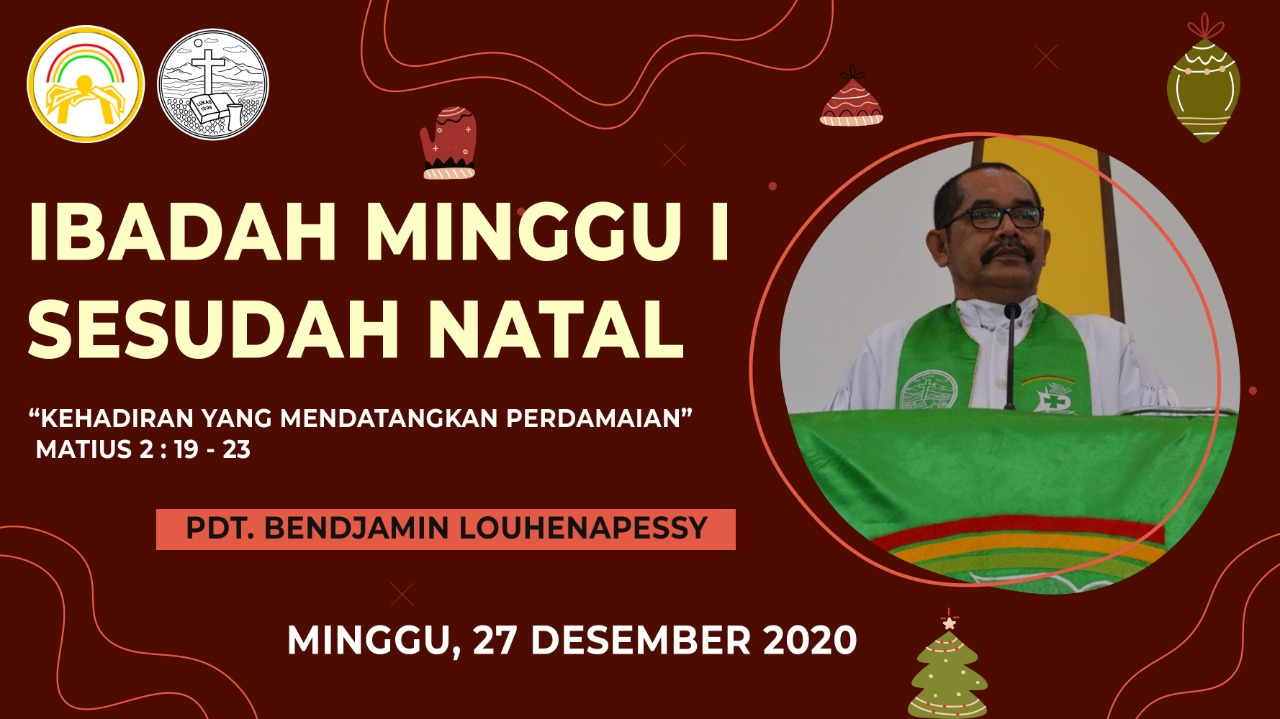 IBADAH MINGGU I
SESUDAH NATAL
“KEHADIRAN YANG MENDATANGKAN PERDAMAIAN”
MATIUS 2 : 19 - 23
PDT. BENDJAMIN LOUHENAPESSY
MINGGU, 27 DESEMBER 2020